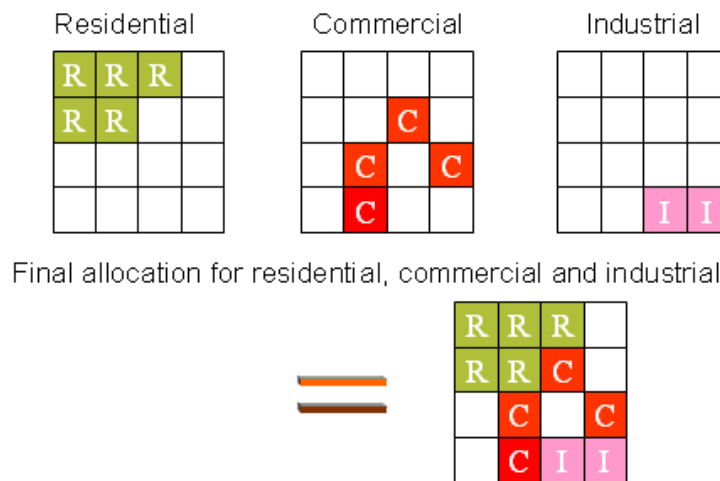 Residential Commercial Industrial
R R R
R R C
C C
C I I
Final allocation for residential, commercial and industrial
R R R
R R C
C C
C I I